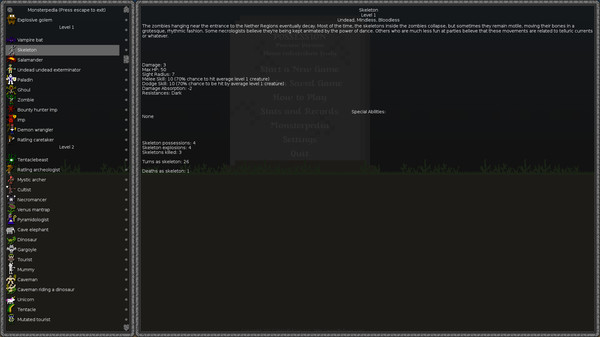 Monsterpedia (Press escape to exit)
Explosive golem
Level 1
Vampire bat
Skeleton
Salamander
Undead undead exterminator
Paladin
Ghoul
Zombie
Bounty hunter imp
Imp
Demon wrangler
Ratling caretaker
Level 2
Tentaclebeast
Ratling archeologist
Mystic archer
Cultist
Necromancer
Venus mantrap
Pyramidologist
Cave elephant
Dinosaur
Gargoyle
Tourist
Mummy
Caveman
Caveman riding a dinosaur
Unicorn
Tentacle
Mutated tourist
Skeleton
Level 1
Undead, Mindless, Bloodless
The zombies hanging near the entrance to the Nether Regions eventually decay. Most of the time, the skeletons inside the zombies collapse, but sometimes they remain motile, moving their bones in a
grotesque, rhythmic fashion. Some necrologists believe they're being kept animated by the power of dance. Others who are much less fun at parties believe that these movements are related to telluric currents
or whatever.
Damage: 3
Max HP: 50
Sight Radius: 7
Melee Skill: 10 (70% chance to hit average level 1 creature)
Dodge Skill: 10 (70% chance to be hit by average level 1 creature)
Damage Absorption: -2
Resistances: Dark
Special Abilities:
None
Skeleton possessions: 4
Skeleton explosions: 4
Skeletons killed: 3
Turns as skeleton: 26
Deaths as skeleton: 1